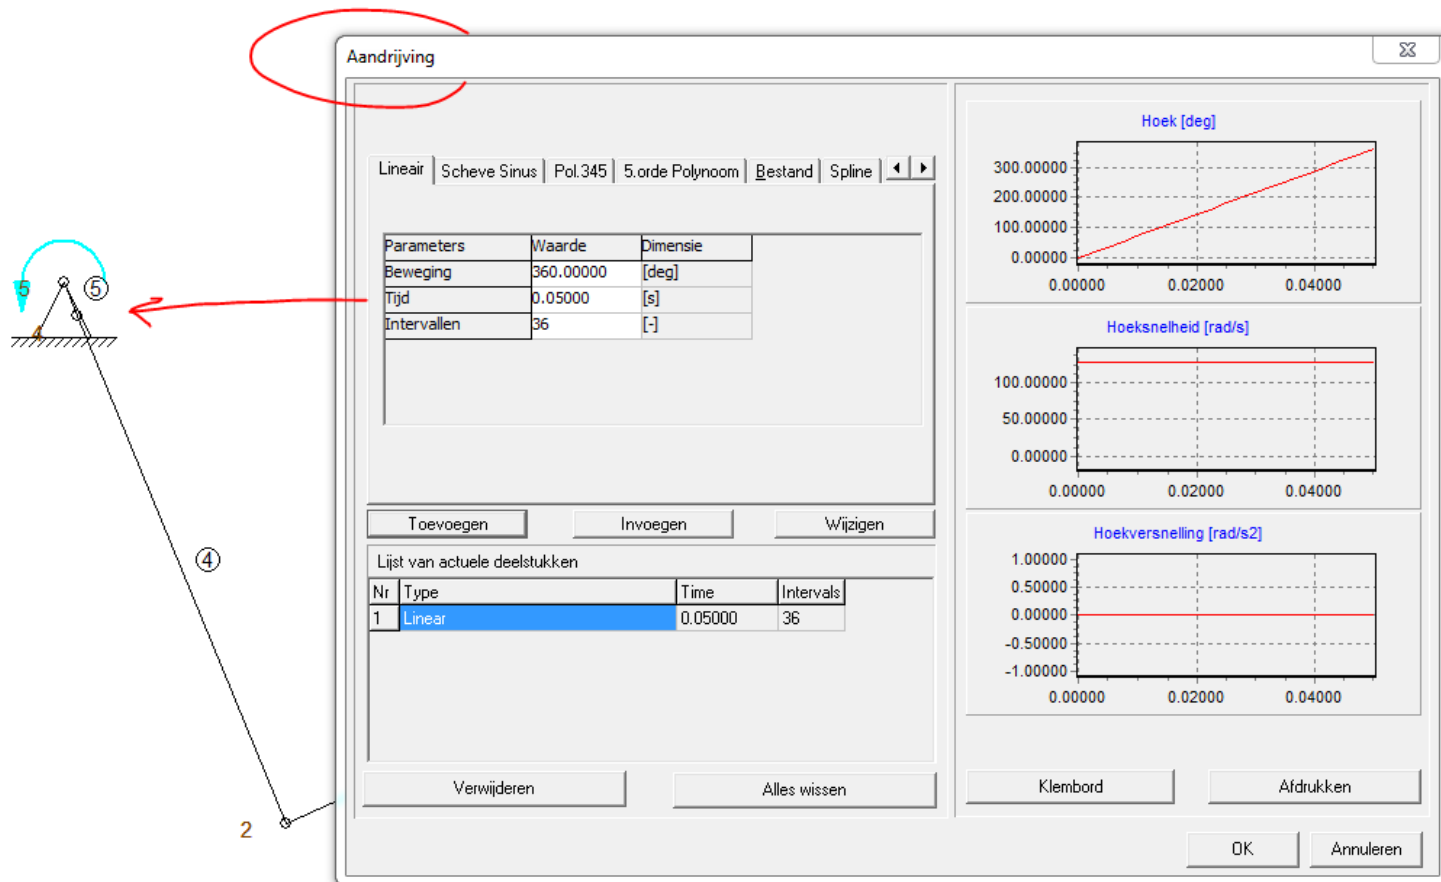 Aandrijving
Lineair Scheve Sinus Pol.345 5.orde Polynoom Bestand Spline
Parameters Waarde Dimensie
Beweging 360.00000 [deg]
Tijd 0.05000 [s]
Intervallen 36 [-]
Toevoegen Invoegen Wijzigen
Lijst van actuele deelstukken
Nr Type Time Intervals
1 Linear 0.05000 36
Verwijderen Alles wissen
Hoek [deg]
300.00000
200.00000
100.00000
0.00000
0.00000 0.02000 0.04000
Hoeksnelheid [rad/s]
100.00000
50.00000
0.00000
0.00000 0.02000 0.04000
Hoekversnelling [rad/s2]
1.00000
0.50000
0.00000
-0.50000
-1.00000
0.00000 0.02000 0.04000
Klembord Afdrukken
OK Annuleren
5 5
4
4
2